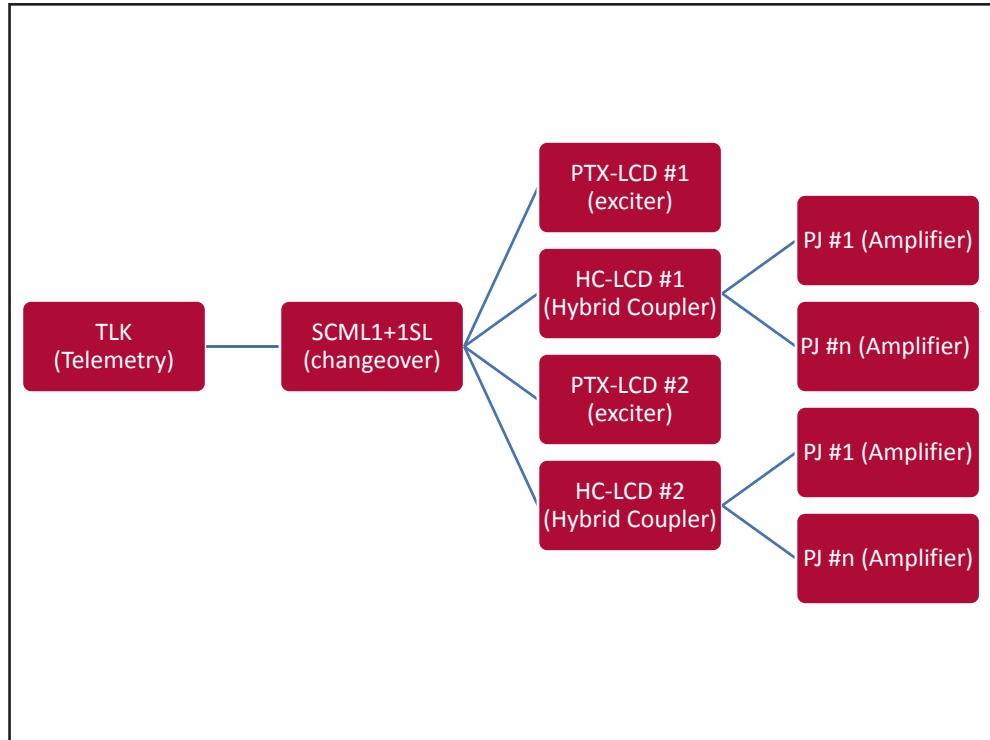 TLK
(Telemetry)
SCML1+1SL
(changeover)
PTX-LCD #1
(exciter)
HC-LCD #1
(Hybrid Coupler)
PTX-LCD #2
(exciter)
HC-LCD #2
(Hybrid Coupler)
PJ #1 (Amplifier)
PJ #n (Amplifier)
PJ #1 (Amplifier)
PJ #n (Amplifier)